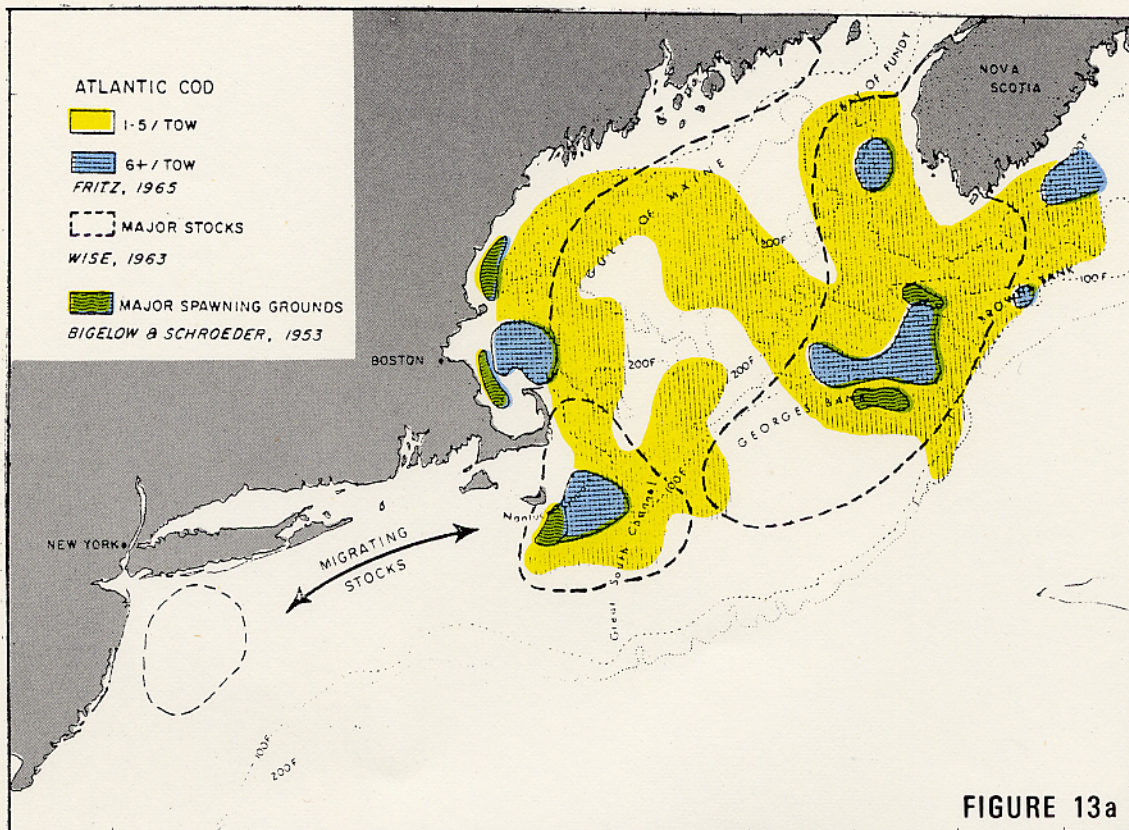 ATLANTIC COD
1-5 / TOW
6+ / TOW
FRITZ, 1965
MAJOR STOCKS
WISE, 1963
MAJOR SPAWNING GROUNDS
BIGELOW & SCHROEDER, 1953
NOVA
SCOTIA
BAY OF FUNDY
GULF OF MAINE
200F
100F
BROWNS BANK
100F
BOSTON
200F
200F
GEORGES BANK
100F
Great South Channel
NEW YORK
MIGRATING
STOCKS
100F
200F
FIGURE 13a